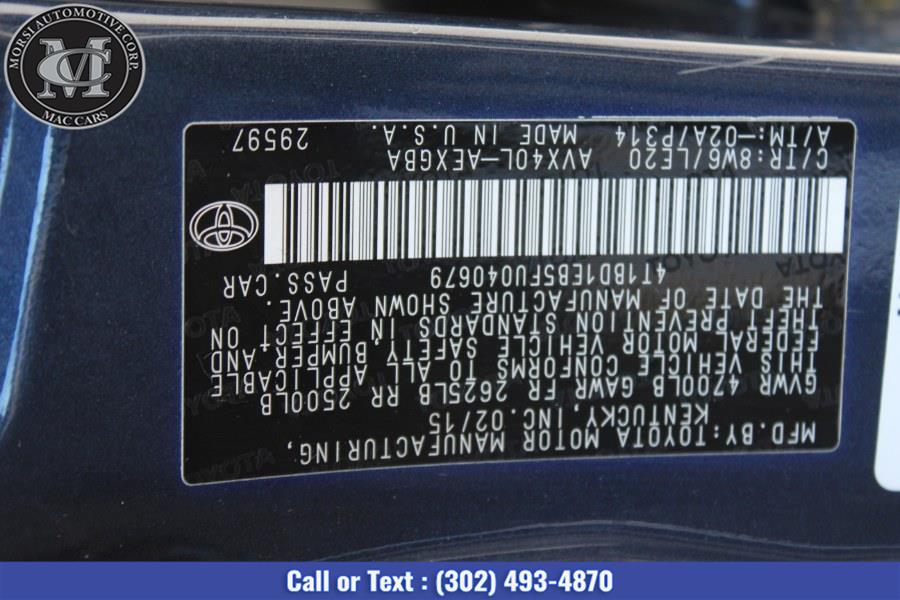 MORSI AUTOMOTIVE CORP.
MC
MAC CARS
MFD.BY:TOYOTA MOTOR MANUFACTURING,
KENTUCKY,INC.02/15
GVWR 4700LB GAWR FR 2625LB RR 2500LB
THIS VEHICLE CONFORMS TO ALL APPLICABLE
FEDERAL MOTOR VEHICLE SAFETY BUMPER,AND
THEFT PREVENTION STANDARDS IN EFFECT ON
THE DATE OF MANUFACTURE SHOWN ABOVE.
4T1BD1EB5FU040679 PASS.CAR
C/TR:8W6/LE20 AVX40L-AEXGBA
A/TM:-02A/P314 MADE IN U.S.A. 29597
Call or Text : (302) 493-4870